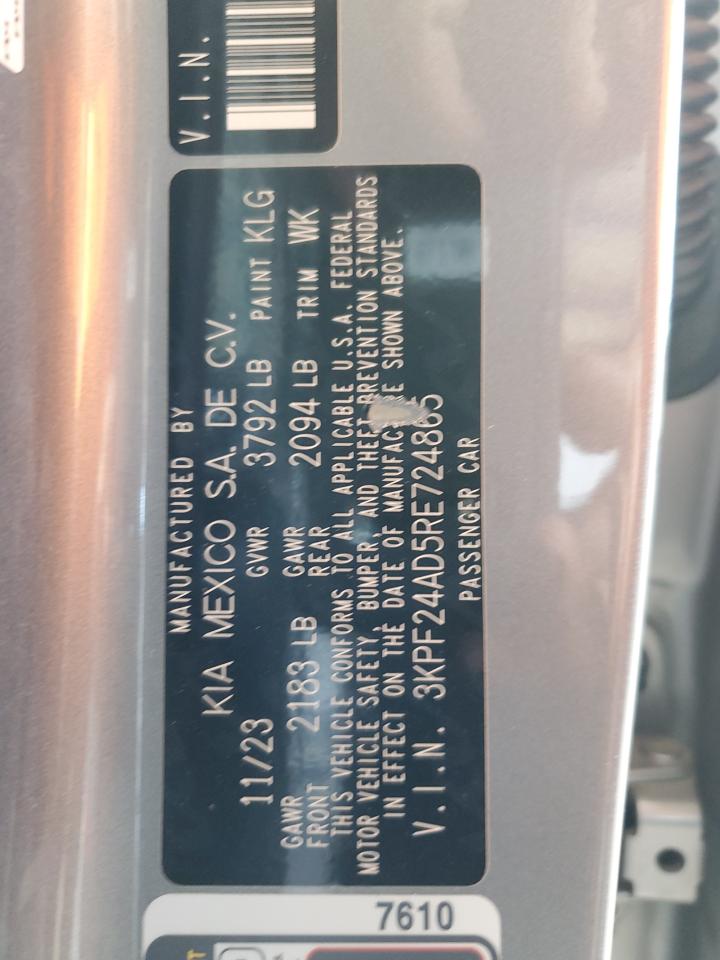 V.I.N.
MANUFACTURED BY
KIA MEXICO S.A. DE C.V.
11/23 GVWR 3792 LB PAINT KLG
GAWR FRONT 2183 LB GAWR REAR 2094 LB TRIM WK
THIS VEHICLE CONFORMS TO ALL APPLICABLE U.S.A. FEDERAL
MOTOR VEHICLE SAFETY, BUMPER, AND THEFT PREVENTION STANDARDS
IN EFFECT ON THE DATE OF MANUFACTURE SHOWN ABOVE.
V.I.N. 3KPF24AD5RE724865
PASSENGER CAR
7610